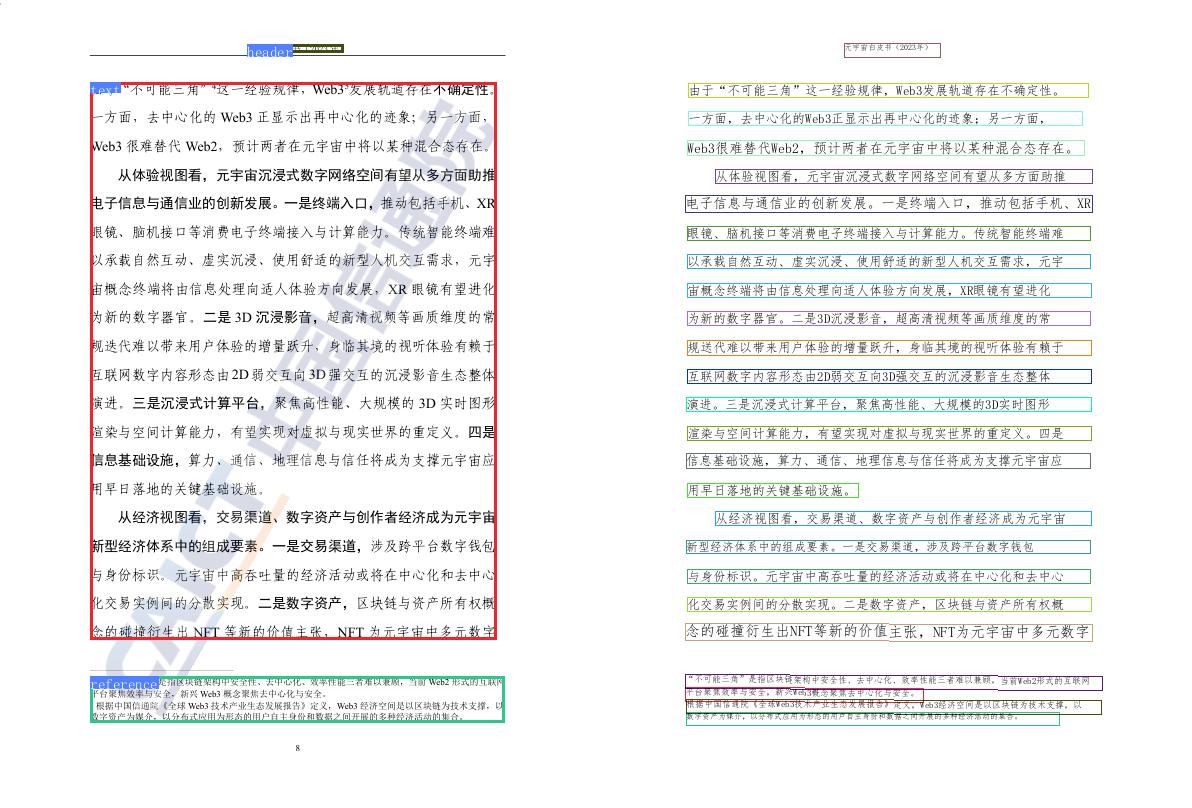 header
text “不可能三角”⁴这一经验规律，Web3⁵发展轨道存在不确定性。
一方面，去中心化的 Web3 正显示出再中心化的迹象；另一方面，
Web3 很难替代 Web2，预计两者在元宇宙中将以某种混合态存在。
从体验视图看，元宇宙沉浸式数字网络空间有望从多方面助推
电子信息与通信业的创新发展。一是终端入口，推动包括手机、XR
眼镜、脑机接口等消费电子终端接入与计算能力。传统智能终端难
以承载自然互动、虚实沉浸、使用舒适的新型人机交互需求，元宇
宙概念终端将由信息处理向适人体验方向发展，XR 眼镜有望进化
为新的数字器官。二是 3D 沉浸影音，超高清视频等画质维度的常
规迭代难以带来用户体验的增量跃升，身临其境的视听体验有赖于
互联网数字内容形态由 2D 弱交互向 3D 强交互的沉浸影音生态整体
演进。三是沉浸式计算平台，聚焦高性能、大规模的 3D 实时图形
渲染与空间计算能力，有望实现对虚拟与现实世界的重定义。四是
信息基础设施，算力、通信、地理信息与信任将成为支撑元宇宙应
用早日落地的关键基础设施。
从经济视图看，交易渠道、数字资产与创作者经济成为元宇宙
新型经济体系中的组成要素。一是交易渠道，涉及跨平台数字钱包
与身份标识。元宇宙中高吞吐量的经济活动或将在中心化和去中心
化交易实例间的分散实现。二是数字资产，区块链与资产所有权概
念的碰撞衍生出 NFT 等新的价值主张，NFT 为元宇宙中多元数字
CAICT 中国信通院
reference 是指区块链架构中安全性、去中心化、效率性能三者难以兼顾，当前 Web2 形式的互联网
平台聚焦效率与安全，新兴 Web3 概念聚焦去中心化与安全。
根据中国信通院《全球 Web3 技术产业生态发展报告》定义，Web3 经济空间是以区块链为技术支撑，以
数字资产为媒介，以分布式应用为形态的用户自主身份和数据之间开展的多种经济活动的集合。
8
元宇宙白皮书（2023年）
由于“不可能三角”这一经验规律，Web3发展轨道存在不确定性。
一方面，去中心化的Web3正显示出再中心化的迹象；另一方面，
Web3很难替代Web2，预计两者在元宇宙中将以某种混合态存在。
从体验视图看，元宇宙沉浸式数字网络空间有望从多方面助推
电子信息与通信业的创新发展。一是终端入口，推动包括手机、XR
眼镜、脑机接口等消费电子终端接入与计算能力。传统智能终端难
以承载自然互动、虚实沉浸、使用舒适的新型人机交互需求，元宇
宙概念终端将由信息处理向适人体验方向发展，XR眼镜有望进化
为新的数字器官。二是3D沉浸影音，超高清视频等画质维度的常
规送代难以带来用户体验的增量跃升，身临其境的视听体验有赖于
互联网数字内容形态由2D弱交互向3D强交互的沉浸影音生态整体
演进。三是沉浸式计算平台，聚焦高性能、大规模的3D实时图形
渲染与空间计算能力，有望实现对虚拟与现实世界的重定义。四是
信息基础设施，算力、通信、地理信息与信任将成为支撑元宇宙应
用早日落地的关键基础设施。
从经济视图看，交易渠道、数字资产与创作者经济成为元宇宙
新型经济体系中的组成要素。一是交易渠道，涉及跨平台数字钱包
与身份标识。元宇宙中高吞吐量的经济活动或将在中心化和去中心
化交易实例间的分散实现。二是数字资产，区块链与资产所有权概
念的碰撞衍生出NFT等新的价值主张，NFT为元宇宙中多元数字
“不可能三角”是指区块链架构中安全性、去中心化、效率性能三者难以兼顾，当前Web2形式的互联网
平台聚焦效率与安全，新兴Web3概念聚焦去中心化与安全。
根据中国信通院《全球Web3技术产业生态发展报告》定义，Web3经济空间是以区块链为技术支撑，以
数字资产为媒介，以分布式应用为形态的用户自主身份和数据之间开展的多种经济活动的集合。